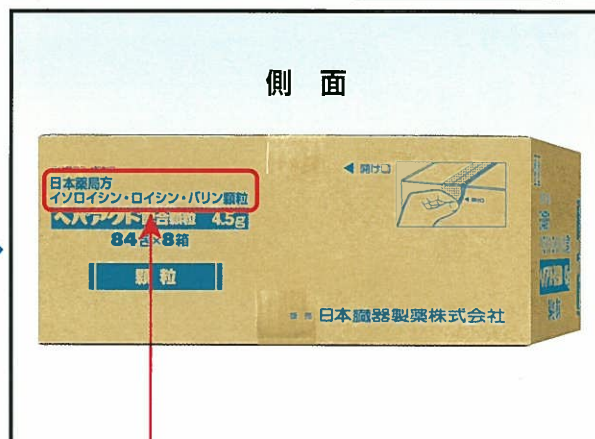 側 面
日本薬局方
イソロイシン・ロイシン・バリン顆粒
ヘパアクト配合顆粒 4.5g
84包×8箱
顆 粒
◀ 開け口
販 売 日本臓器製薬株式会社